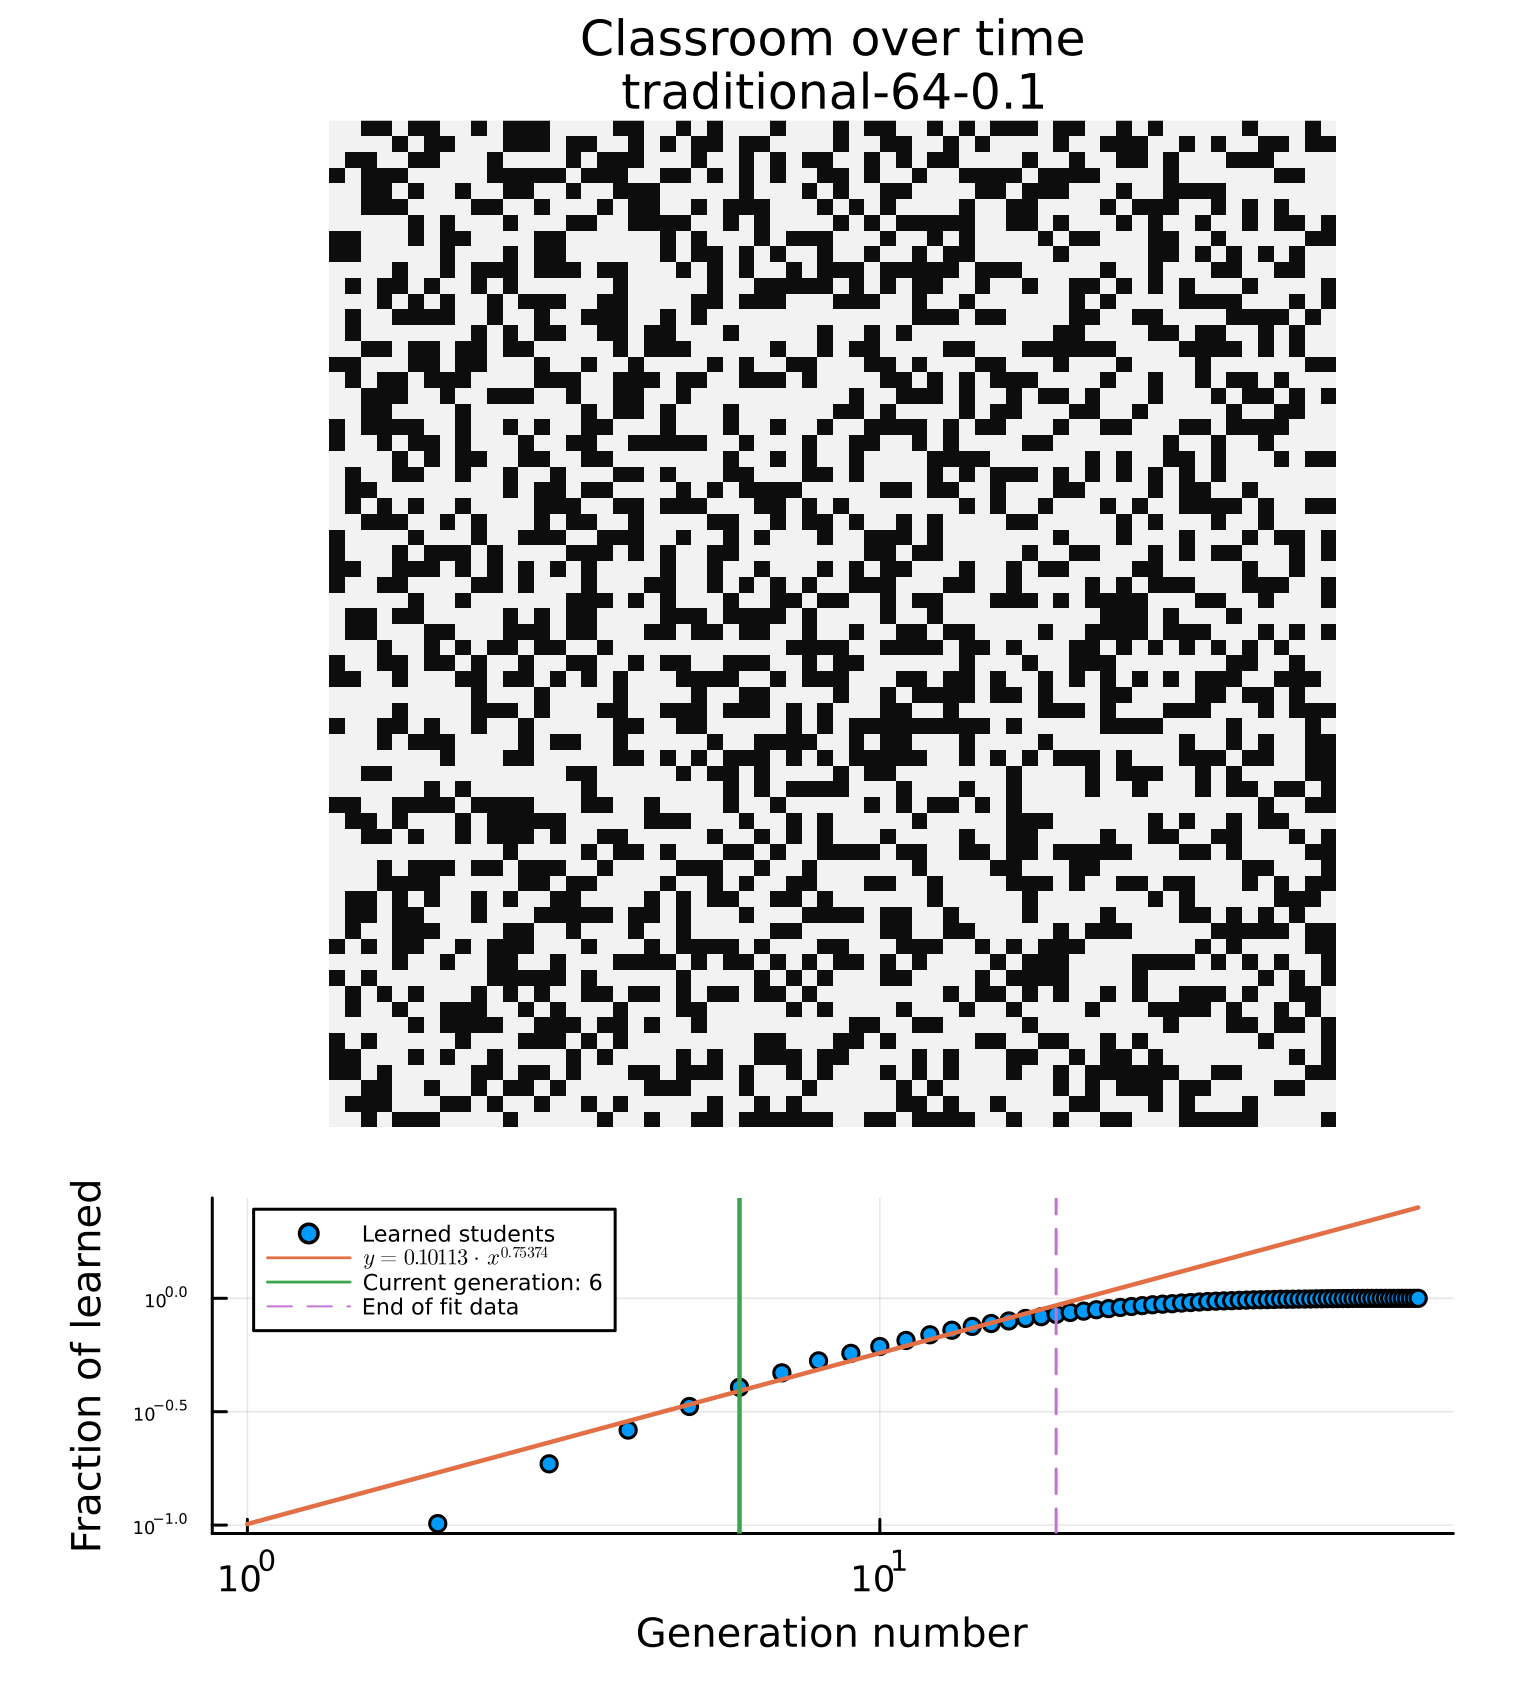 Classroom over time
traditional-64-0.1
Fraction of learned
Learned students
y = 0.10113 · x^0.75374
Current generation: 6
End of fit data
10^0.0
10^−0.5
10^−1.0
10^0
10^1
Generation number